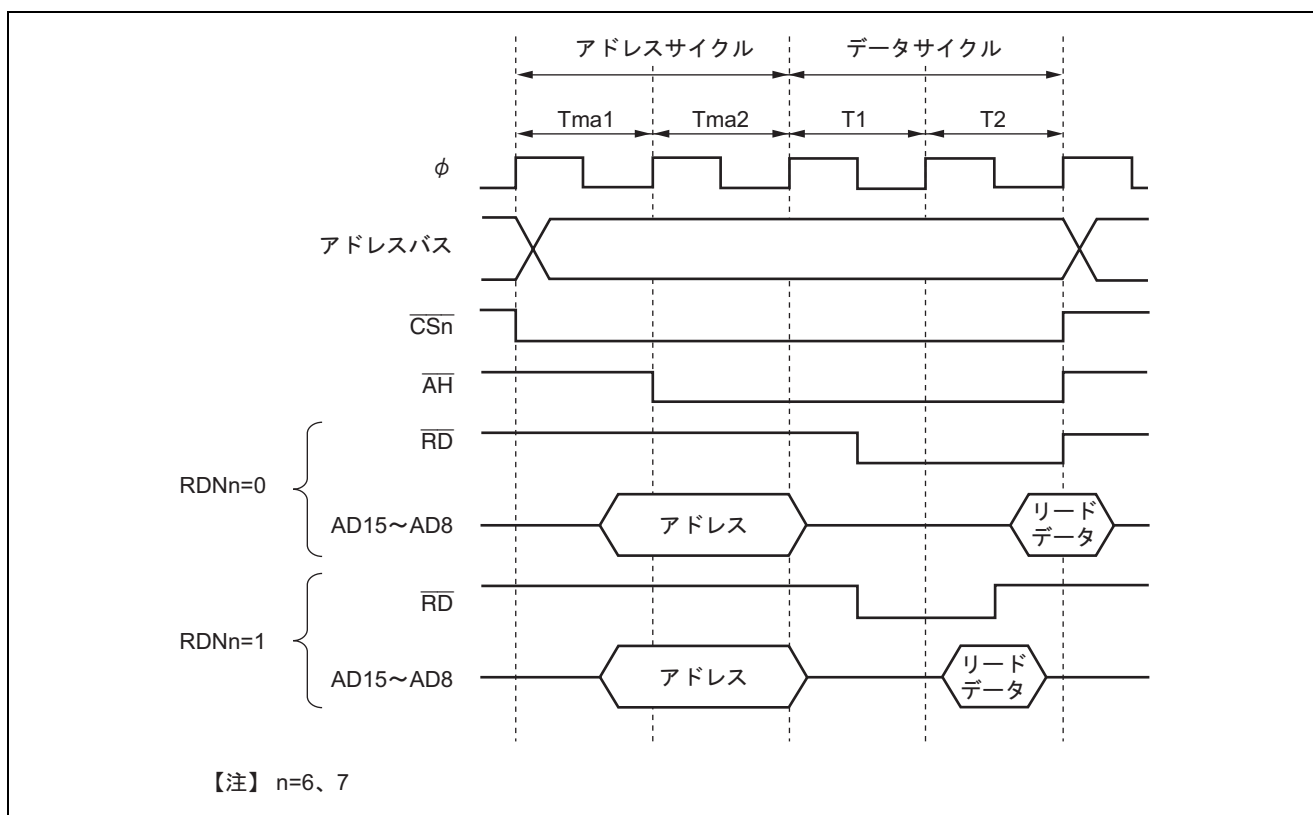 アドレスサイクル データサイクル
Tma1 Tma2 T1 T2
φ
アドレスバス
CSn
AH
RDNn=0
RD
AD15～AD8 アドレス リード
データ
RDNn=1
RD
AD15～AD8 アドレス リード
データ
【注】 n=6、7